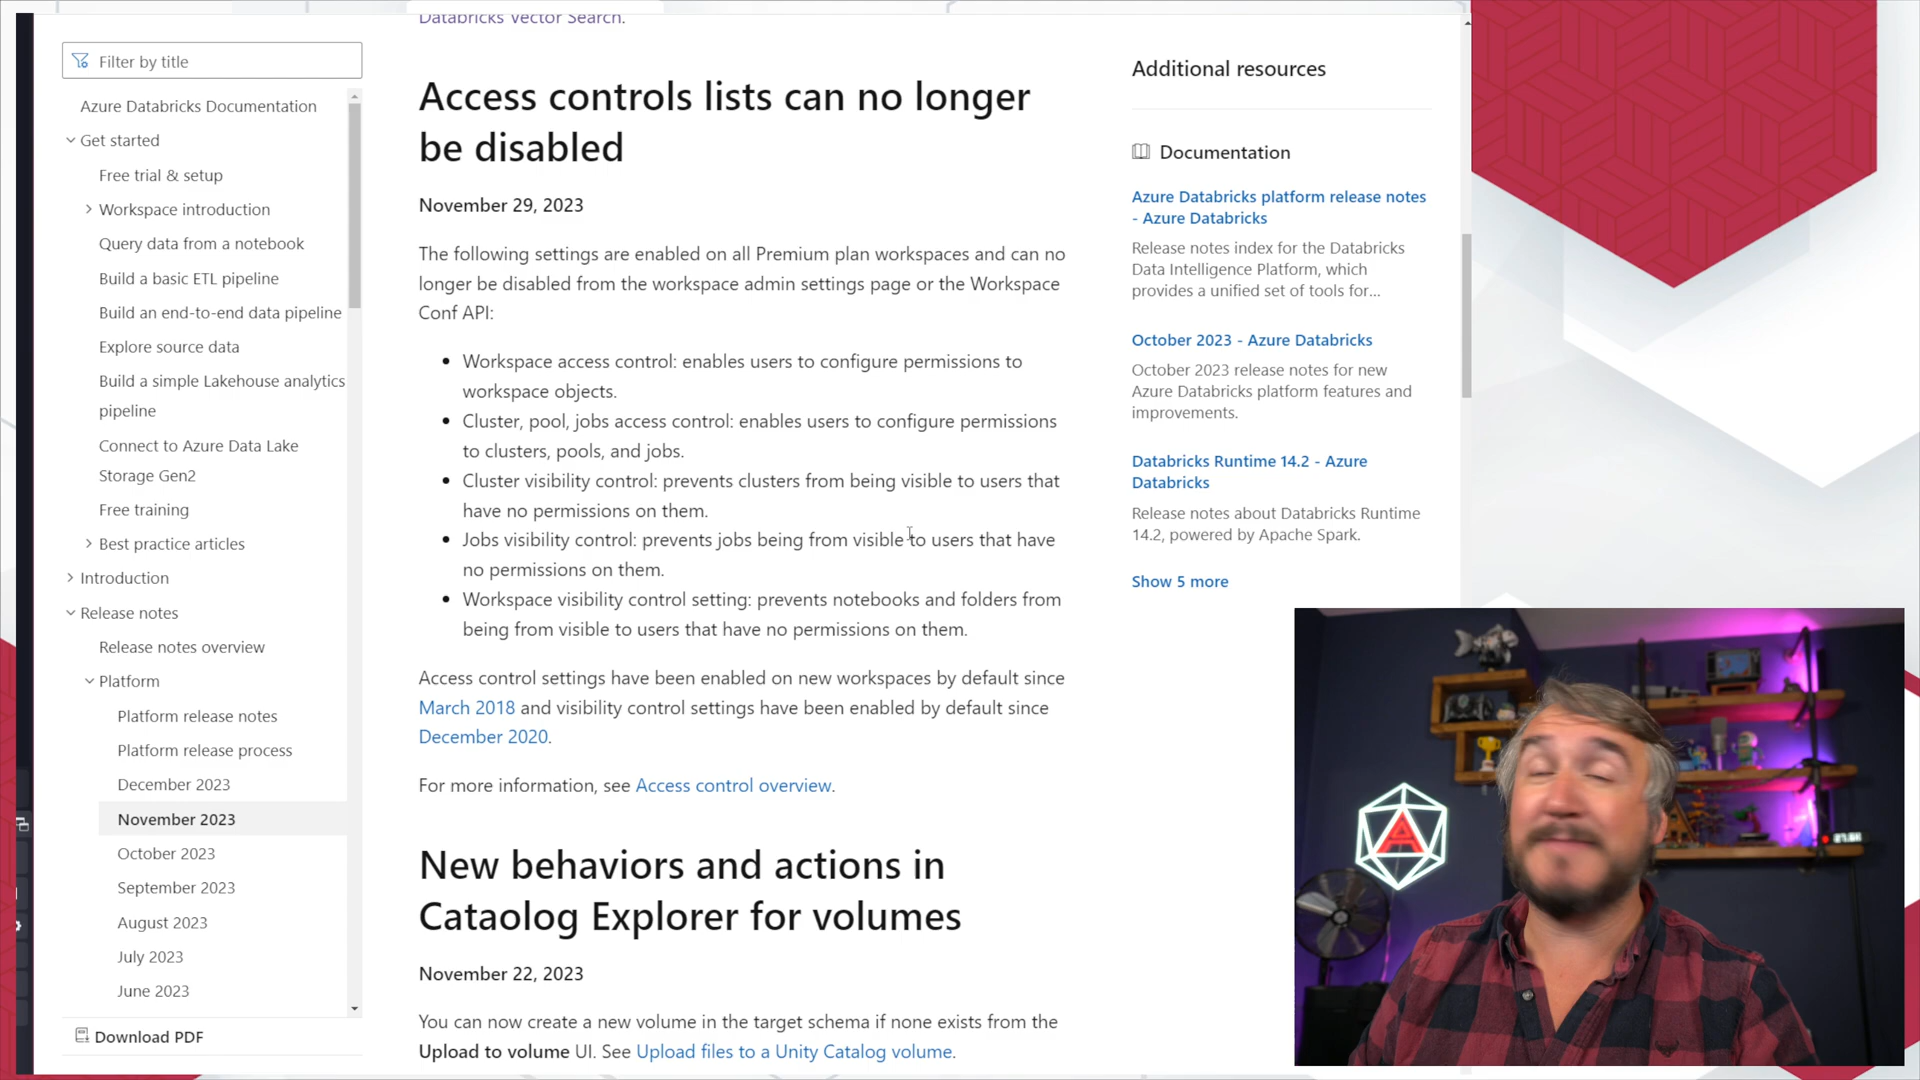 Databricks Vector Search.
Filter by title
Azure Databricks Documentation
Get started
Free trial & setup
Workspace introduction
Query data from a notebook
Build a basic ETL pipeline
Build an end-to-end data pipeline
Explore source data
Build a simple Lakehouse analytics
pipeline
Connect to Azure Data Lake
Storage Gen2
Free training
Best practice articles
Introduction
Release notes
Release notes overview
Platform
Platform release notes
Platform release process
December 2023
November 2023
October 2023
September 2023
August 2023
July 2023
June 2023
Download PDF
Access controls lists can no longer
be disabled
November 29, 2023
The following settings are enabled on all Premium plan workspaces and can no
longer be disabled from the workspace admin settings page or the Workspace
Conf API:
• Workspace access control: enables users to configure permissions to
workspace objects.
• Cluster, pool, jobs access control: enables users to configure permissions
to clusters, pools, and jobs.
• Cluster visibility control: prevents clusters from being visible to users that
have no permissions on them.
• Jobs visibility control: prevents jobs being from visible to users that have
no permissions on them.
• Workspace visibility control setting: prevents notebooks and folders from
being from visible to users that have no permissions on them.
Access control settings have been enabled on new workspaces by default since
March 2018 and visibility control settings have been enabled by default since
December 2020.
For more information, see Access control overview.
New behaviors and actions in
Cataolog Explorer for volumes
November 22, 2023
You can now create a new volume in the target schema if none exists from the
Upload to volume UI. See Upload files to a Unity Catalog volume.
Additional resources
Documentation
Azure Databricks platform release notes
- Azure Databricks
Release notes index for the Databricks
Data Intelligence Platform, which
provides a unified set of tools for...
October 2023 - Azure Databricks
October 2023 release notes for new
Azure Databricks platform features and
improvements.
Databricks Runtime 14.2 - Azure
Databricks
Release notes about Databricks Runtime
14.2, powered by Apache Spark.
Show 5 more
A